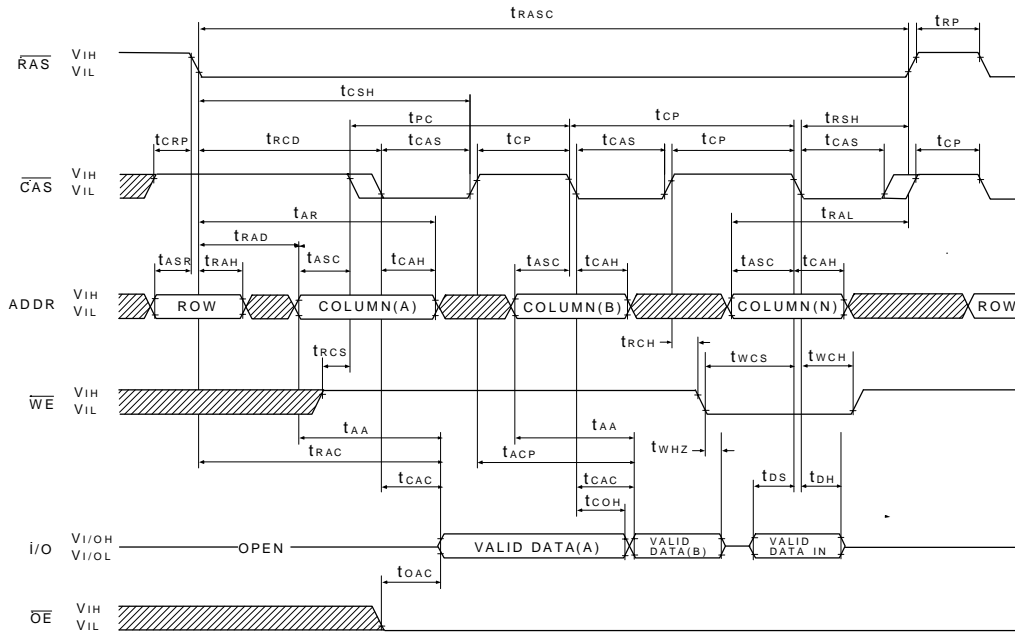 tRASC
tRP
RAS VIH
VIL
tCSH
tPC
tCP
tRSH
tCRP
tRCD
tCAS
tCP
tCAS
tCP
tCAS
tCP
CAS VIH
VIL
tAR
tRAL
tRAD
tASR
tRAH
tASC
tCAH
tASC
tCAH
tASC
tCAH
ADDR VIH
VIL
ROW
COLUMN(A)
COLUMN(B)
COLUMN(N)
ROW
tRCS
tRCH
tWCS
tWCH
WE VIH
VIL
tAA
tAA
tWHZ
tRAC
tACP
tCAC
tCAC
tDS
tDH
tCOH
I/O VI/OH
VI/OL
OPEN
VALID DATA(A)
VALID
DATA(B)
VALID
DATA IN
tOAC
OE VIH
VIL